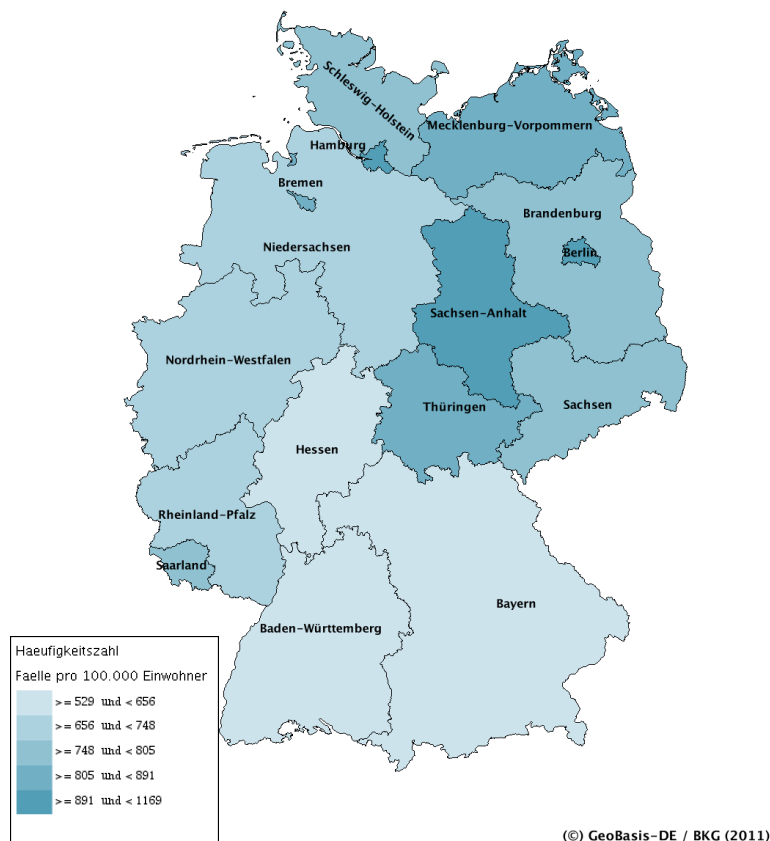 Schleswig-Holstein
Mecklenburg-Vorpommern
Hamburg
Bremen
Brandenburg
Niedersachsen
Berlin
Sachsen-Anhalt
Nordrhein-Westfalen
Thüringen
Sachsen
Hessen
Rheinland-Pfalz
Saarland
Bayern
Baden-Württemberg
Haeufigkeitszahl
Faelle pro 100.000 Einwohner
>= 529 und < 656
>= 656 und < 748
>= 748 und < 805
>= 805 und < 891
>= 891 und < 1169
(©) GeoBasis-DE / BKG (2011)